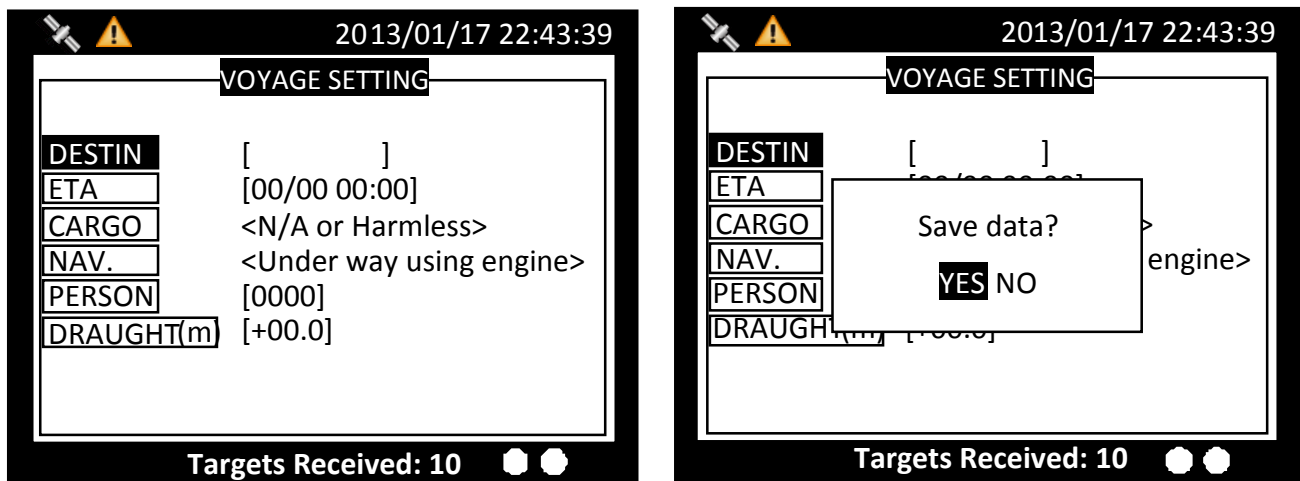 2013/01/17 22:43:39
VOYAGE SETTING
DESTIN [ ]
ETA [00/00 00:00]
CARGO <N/A or Harmless>
NAV. <Under way using engine>
PERSON [0000]
DRAUGHT(m) [+00.0]
Targets Received: 10
2013/01/17 22:43:39
VOYAGE SETTING
DESTIN [ ]
ETA
CARGO >
NAV. engine>
PERSON
Save data?
YES NO
Targets Received: 10